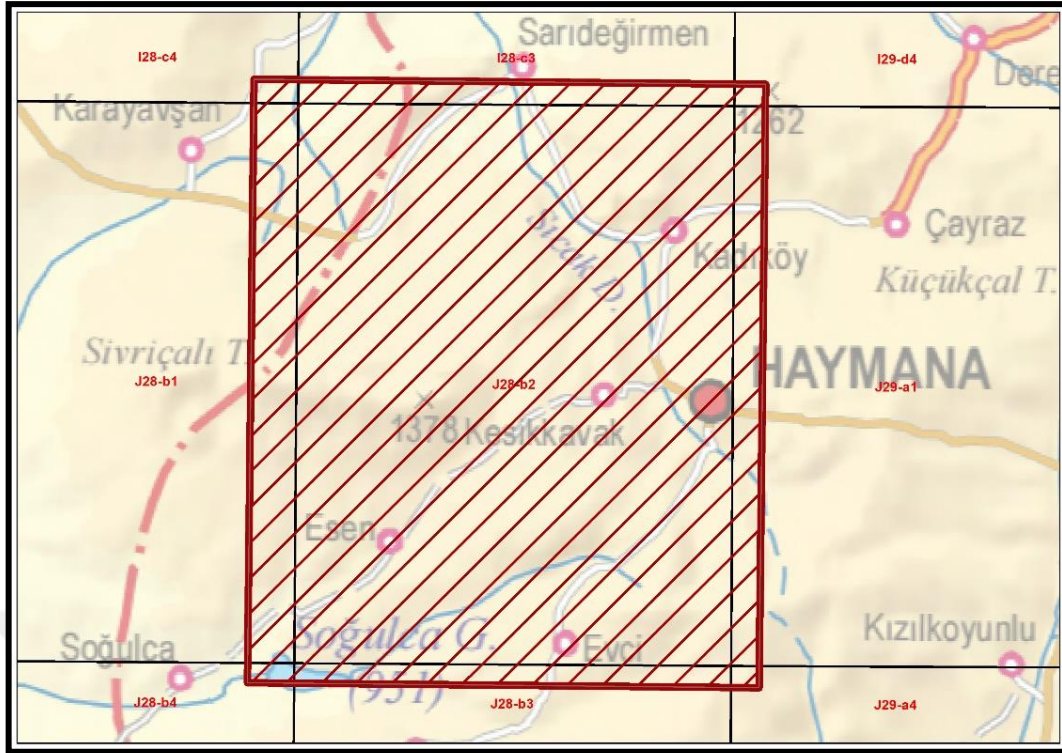 Sarıdeğirmen
I28-c4
I28-c3
I29-d4
Dere
Karayavşan
1262
Sıcak D.
Çayraz
Kadıköy
Küçükçal T.
Sivriçalı T.
J28-b1
J28-b2
HAYMANA
J29-a1
1378
Kesikkavak
Esen
Soğulca G.
(951)
Soğulca
Evci
Kızılkoyunlu
J28-b4
J28-b3
J29-a4